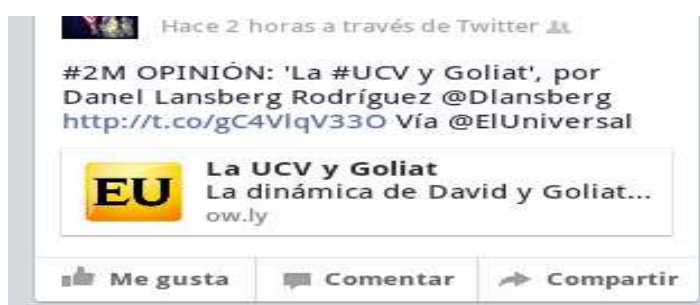 Hace 2 horas a través de Twitter
#2M OPINIÓN: 'La #UCV y Goliat', por
Danel Lansberg Rodríguez @Dlansberg
http://t.co/gC4VlqV33O Vía @ElUniversal
EU
La UCV y Goliat
La dinámica de David y Goliat...
ow.ly
Me gusta Comentar Compartir